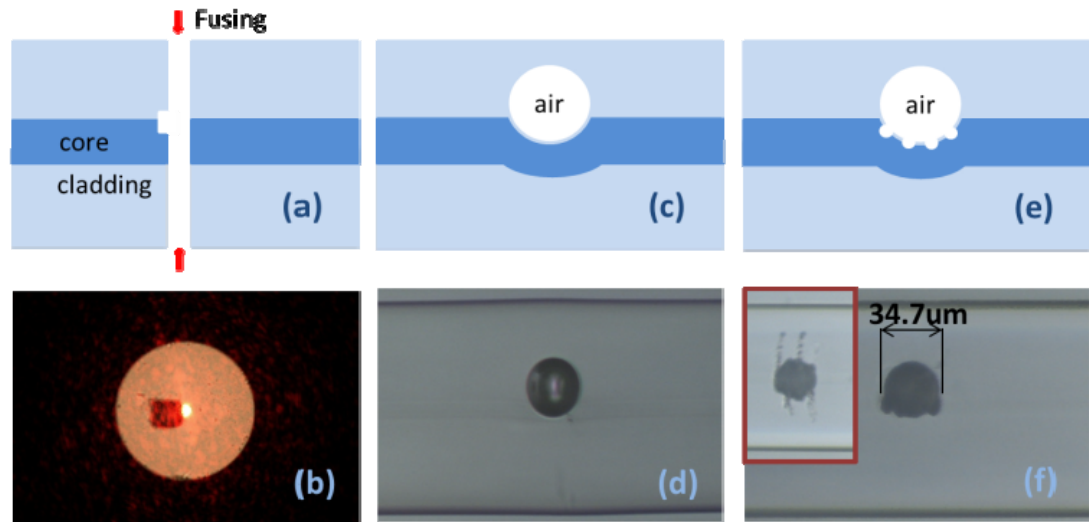 Fusing
core
cladding
(a)
air
(c)
air
(e)
(b)
(d)
34.7um
(f)